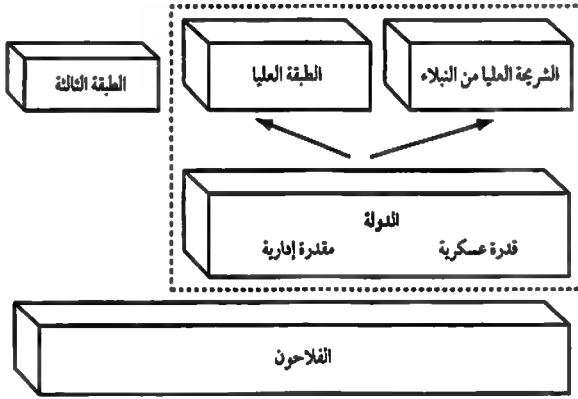 الشريحة العليا من النبلاء
الطبقة العليا
الطبقة الثالثة
الدولة
قدرة عسكرية
مقدرة إدارية
الفلاحون